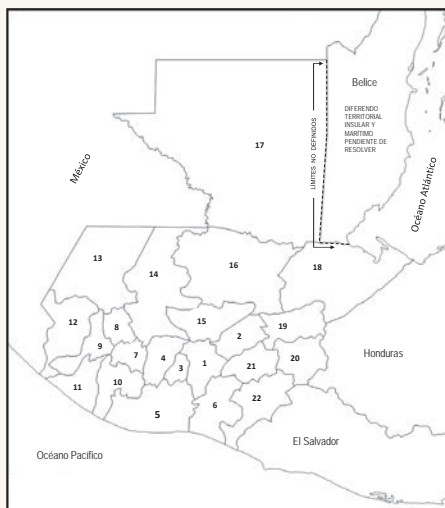 Belice
DIFERENDO
TERRITORIAL
INSULAR Y
MARÍTIMO
PENDIENTE DE
RESOLVER
LÍMITES NO DEFINIDOS
17
México
Océano Atlántico
13
14
16
18
12
8
15
19
9
7
4
3
1
2
20
21
11
10
5
6
22
Honduras
El Salvador
Océano Pacífico